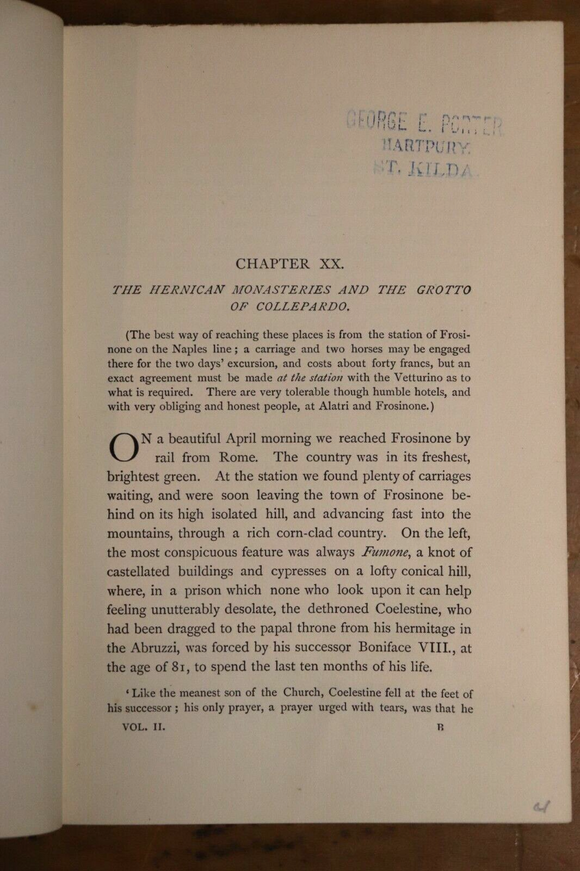 GEORGE E. PORTER
HARTPURY.
ST. KILDA.
CHAPTER XX.
THE HERNICAN MONASTERIES AND THE GROTTO
OF COLLEPARDO.
(The best way of reaching these places is from the station of Frosi-
none on the Naples line; a carriage and two horses may be engaged
there for the two days' excursion, and costs about forty francs, but an
exact agreement must be made at the station with the Vetturino as to
what is required. There are very tolerable though humble hotels, and
with very obliging and honest people, at Alatri and Frosinone.)
ON a beautiful April morning we reached Frosinone by
rail from Rome. The country was in its freshest,
brightest green. At the station we found plenty of carriages
waiting, and were soon leaving the town of Frosinone be-
hind on its high isolated hill, and advancing fast into the
mountains, through a rich corn-clad country. On the left,
the most conspicuous feature was always Fumone, a knot of
castellated buildings and cypresses on a lofty conical hill,
where, in a prison which none who look upon it can help
feeling unutterably desolate, the dethroned Coelestine, who
had been dragged to the papal throne from his hermitage in
the Abruzzi, was forced by his successor Boniface VIII., at
the age of 81, to spend the last ten months of his life.
'Like the meanest son of the Church, Coelestine fell at the feet of
his successor; his only prayer, a prayer urged with tears, was that he
VOL. II. B